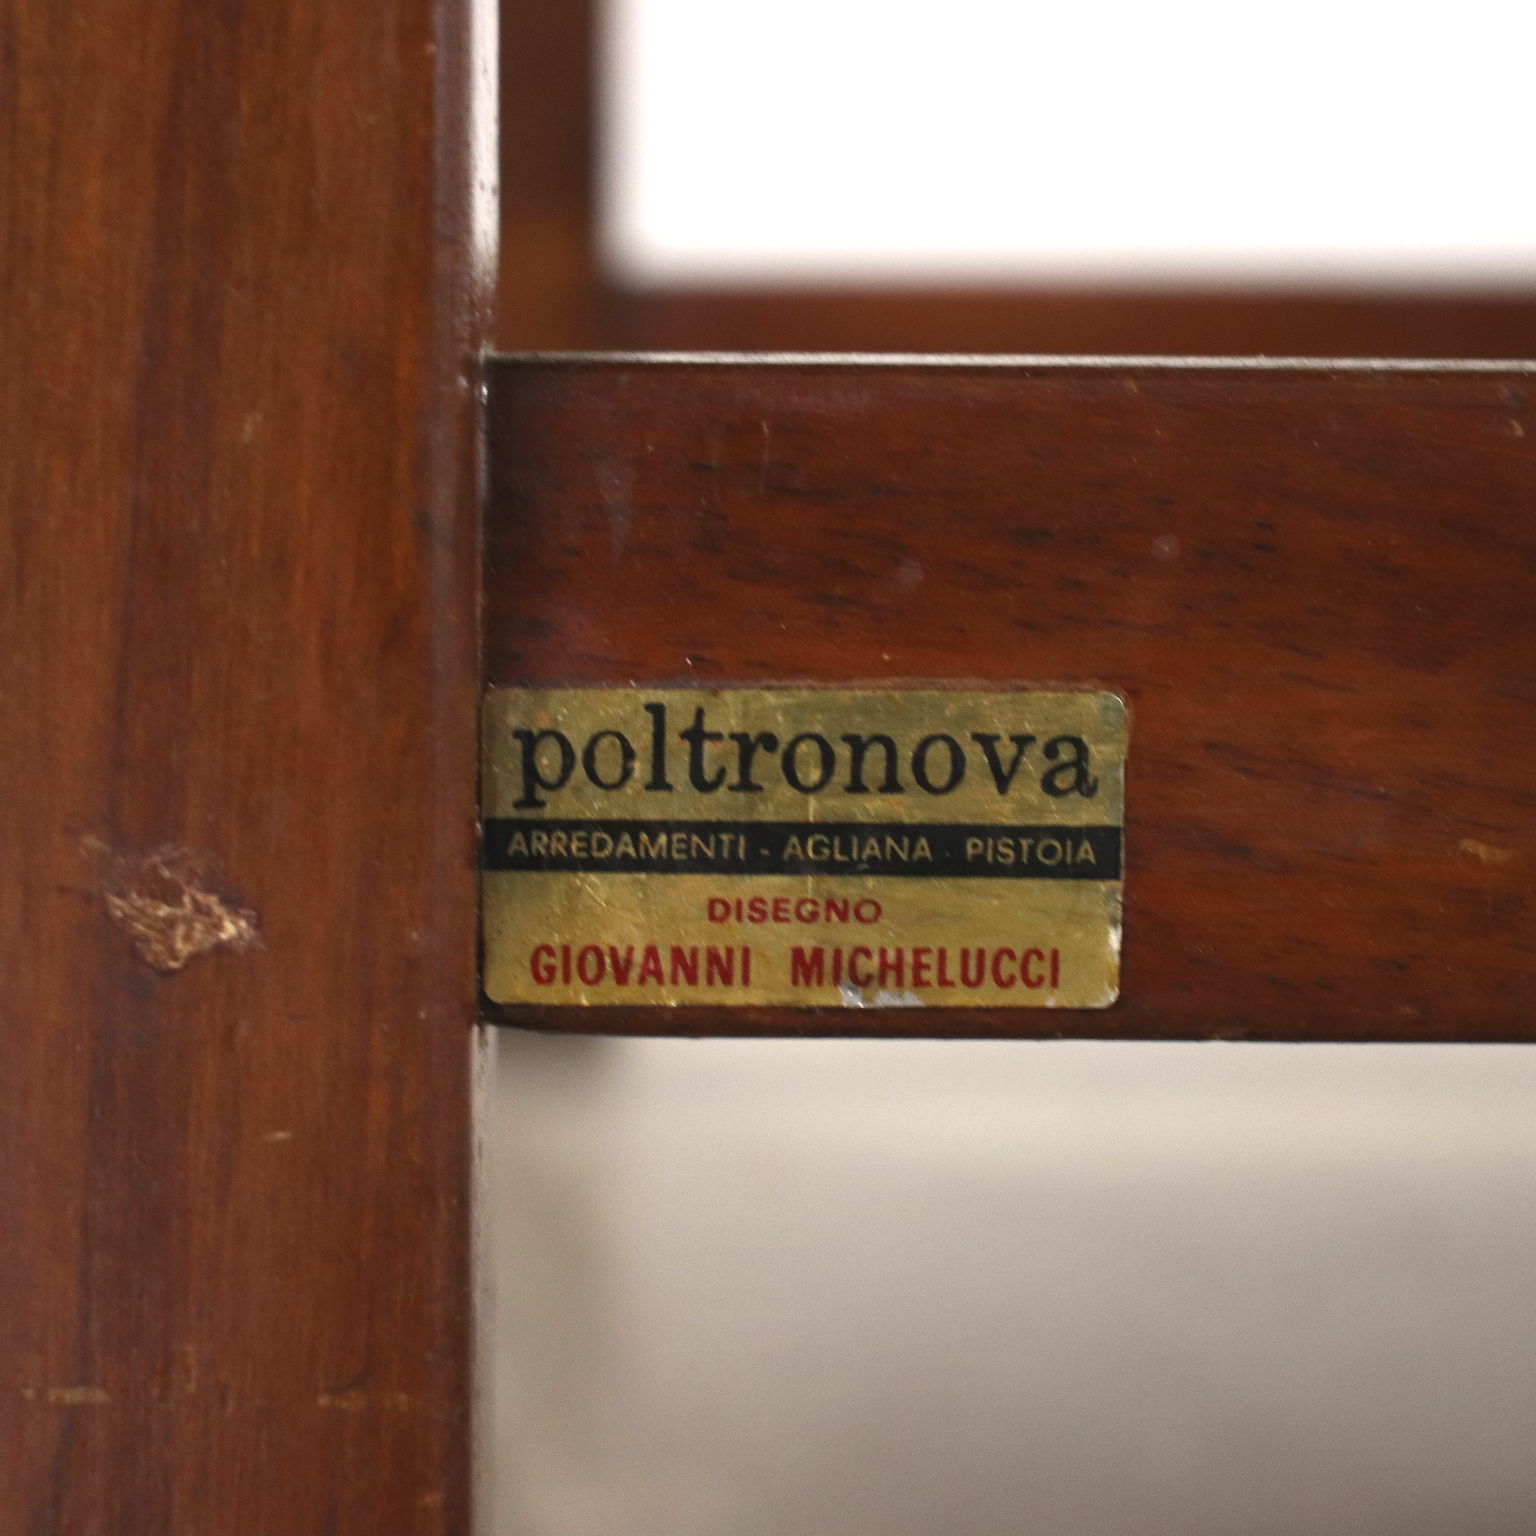 poltronova
ARREDAMENTI - AGLIANA - PISTOIA
DISEGNO
GIOVANNI MICHELUCCI